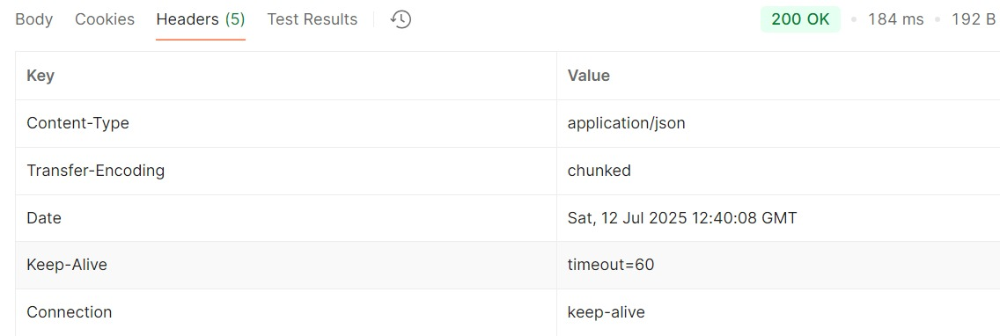 Body Cookies Headers (5) Test Results 200 OK 184 ms 192 B
Key Value
Content-Type application/json
Transfer-Encoding chunked
Date Sat, 12 Jul 2025 12:40:08 GMT
Keep-Alive timeout=60
Connection keep-alive